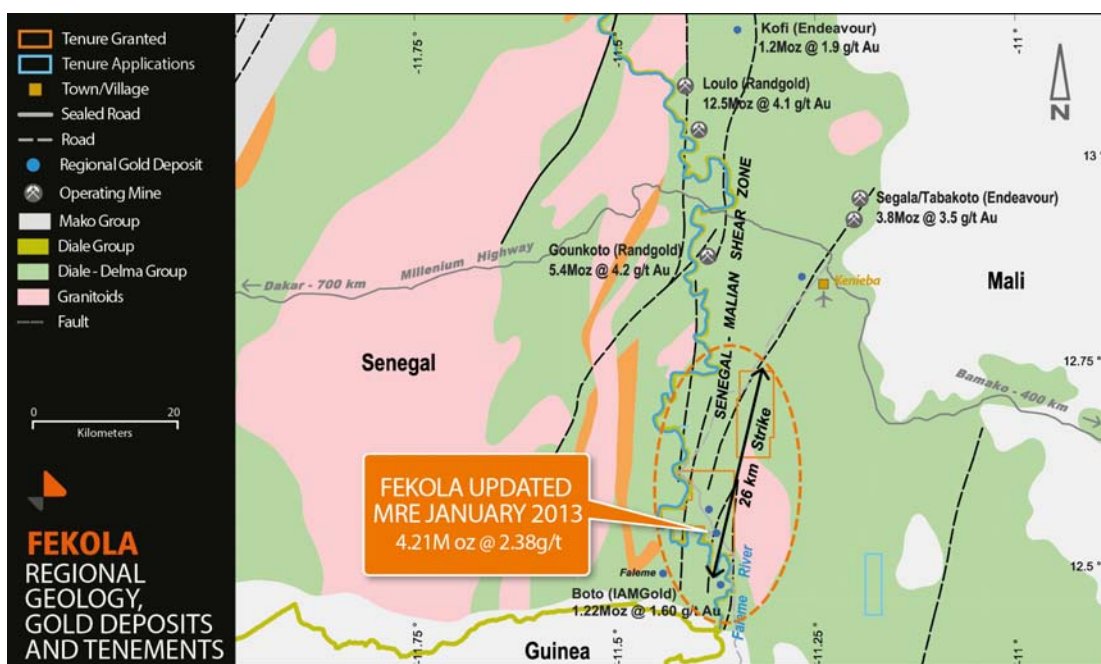 Tenure Granted
Tenure Applications
Town/Village
Sealed Road
Road
Regional Gold Deposit
Operating Mine
Mako Group
Diale Group
Diale - Delma Group
Granitoids
Fault
0 20
Kilometers
FEKOLA
REGIONAL
GEOLOGY,
GOLD DEPOSITS
AND TENEMENTS
-11.75 °
-11.5 °
-11 °
Kofi (Endeavour)
1.2Moz @ 1.9 g/t Au
Loulo (Randgold)
12.5Moz @ 4.1 g/t Au
N
13 °
SENEGAL - MALIAN SHEAR ZONE
Segala/Tabakoto (Endeavour)
3.8Moz @ 3.5 g/t Au
Gounkoto (Randgold)
5.4Moz @ 4.2 g/t Au
Millenium Highway
Dakar - 700 km
Kenieba
Mali
Senegal
12.75 °
Bamako - 400 km
26 km Strike
FEKOLA UPDATED
MRE JANUARY 2013
4.21M oz @ 2.38g/t
12.5 °
Faleme
Boto (IAMGold)
1.22Moz @ 1.60 g/t Au
Faleme River
Guinea
-11.75 °
-11.5 °
-11.25 °
-11 °